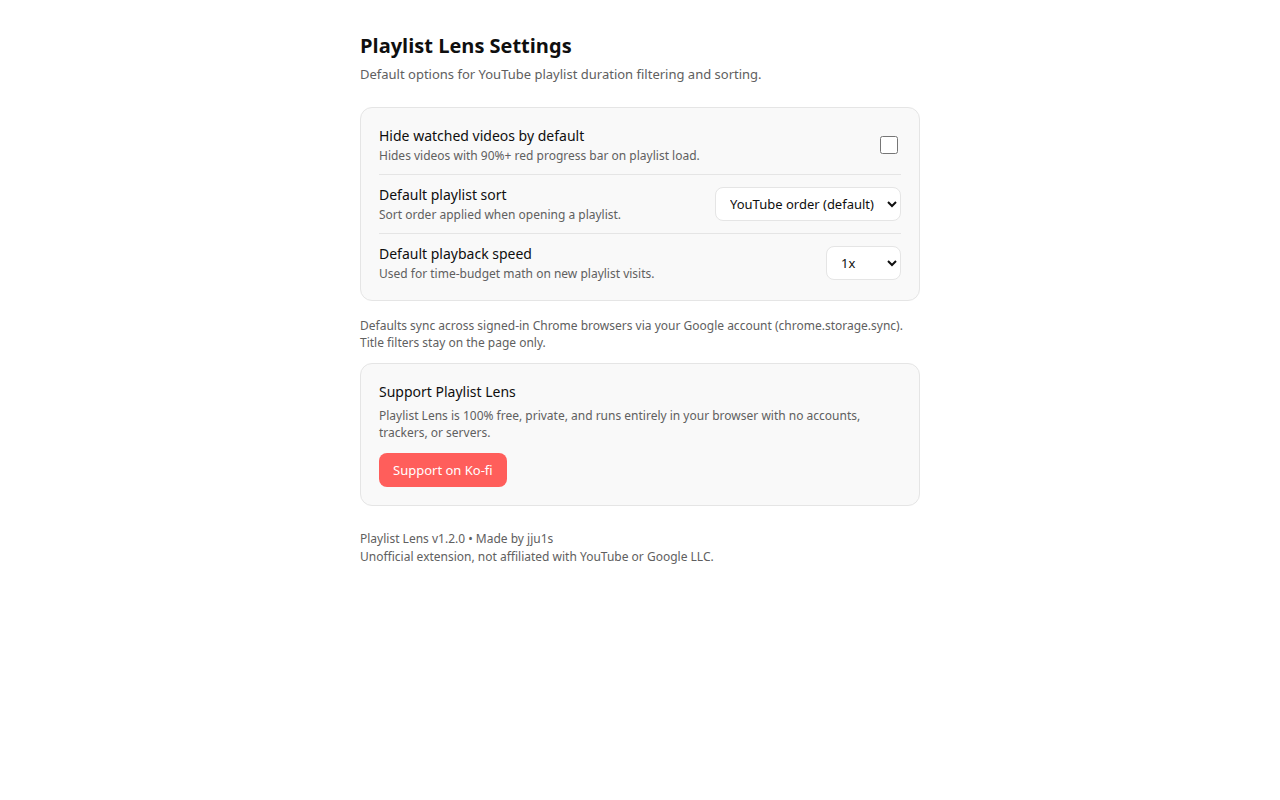 Playlist Lens Settings
Default options for YouTube playlist duration filtering and sorting.
Hide watched videos by default
Hides videos with 90%+ red progress bar on playlist load.
Default playlist sort
Sort order applied when opening a playlist.
YouTube order (default)
Default playback speed
Used for time-budget math on new playlist visits.
1x
Defaults sync across signed-in Chrome browsers via your Google account (chrome.storage.sync).
Title filters stay on the page only.
Support Playlist Lens
Playlist Lens is 100% free, private, and runs entirely in your browser with no accounts,
trackers, or servers.
Support on Ko-fi
Playlist Lens v1.2.0 • Made by jju1s
Unofficial extension, not affiliated with YouTube or Google LLC.